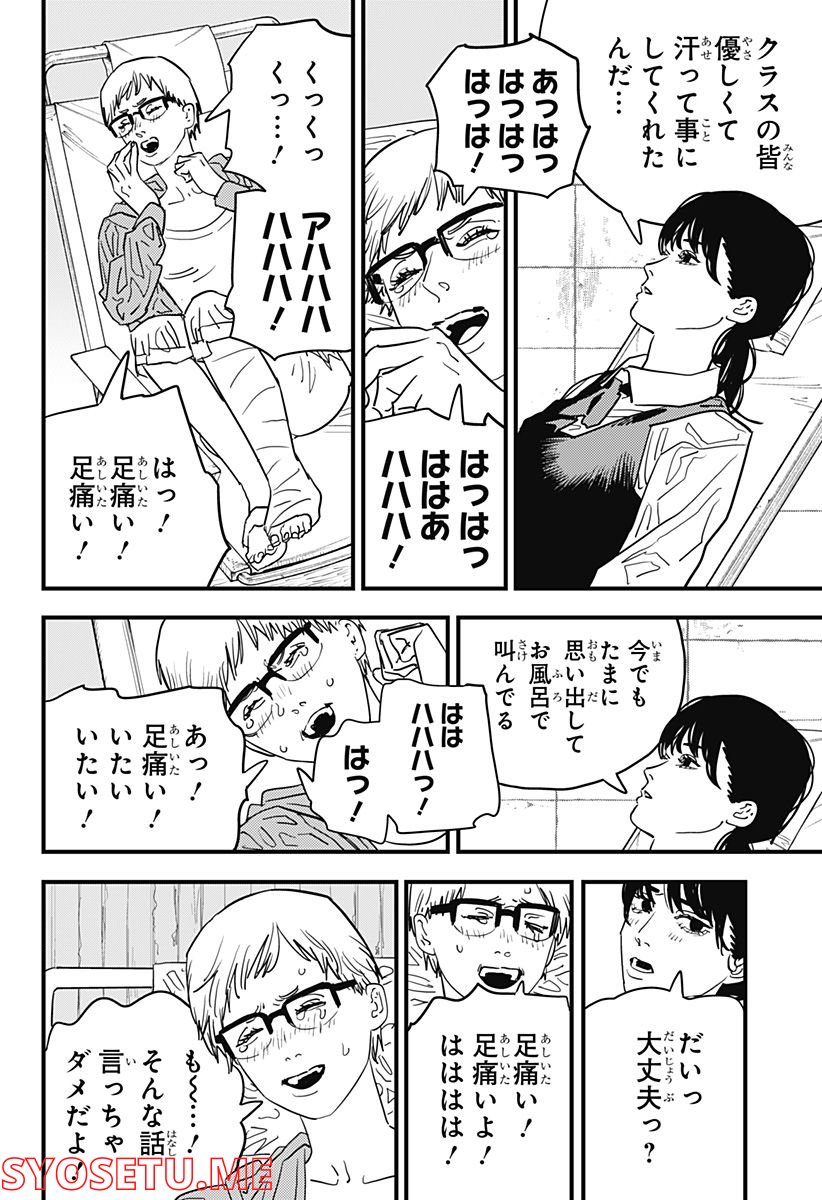 クラスの皆
優しくて
汗って事に
してくれた
んだ…
あっはっ
はっはっ
はっは！
はっはっ
ははあ
ハハハ！
くっくっ
くっ…！
アハハハ
ハハハ！
はっ！
足痛い！
足痛い！
今でも
たまに
思い出して
お風呂で
叫んでる
はは
ハハハっ！
はっ！
あっ！
足痛い！
いたい
いたい！
だいっ
大丈夫っ？
足痛い！
足痛いよ！
はははは
も〜…！
そんな話
言っちゃ
ダメだよ！
SYOSETU.ME